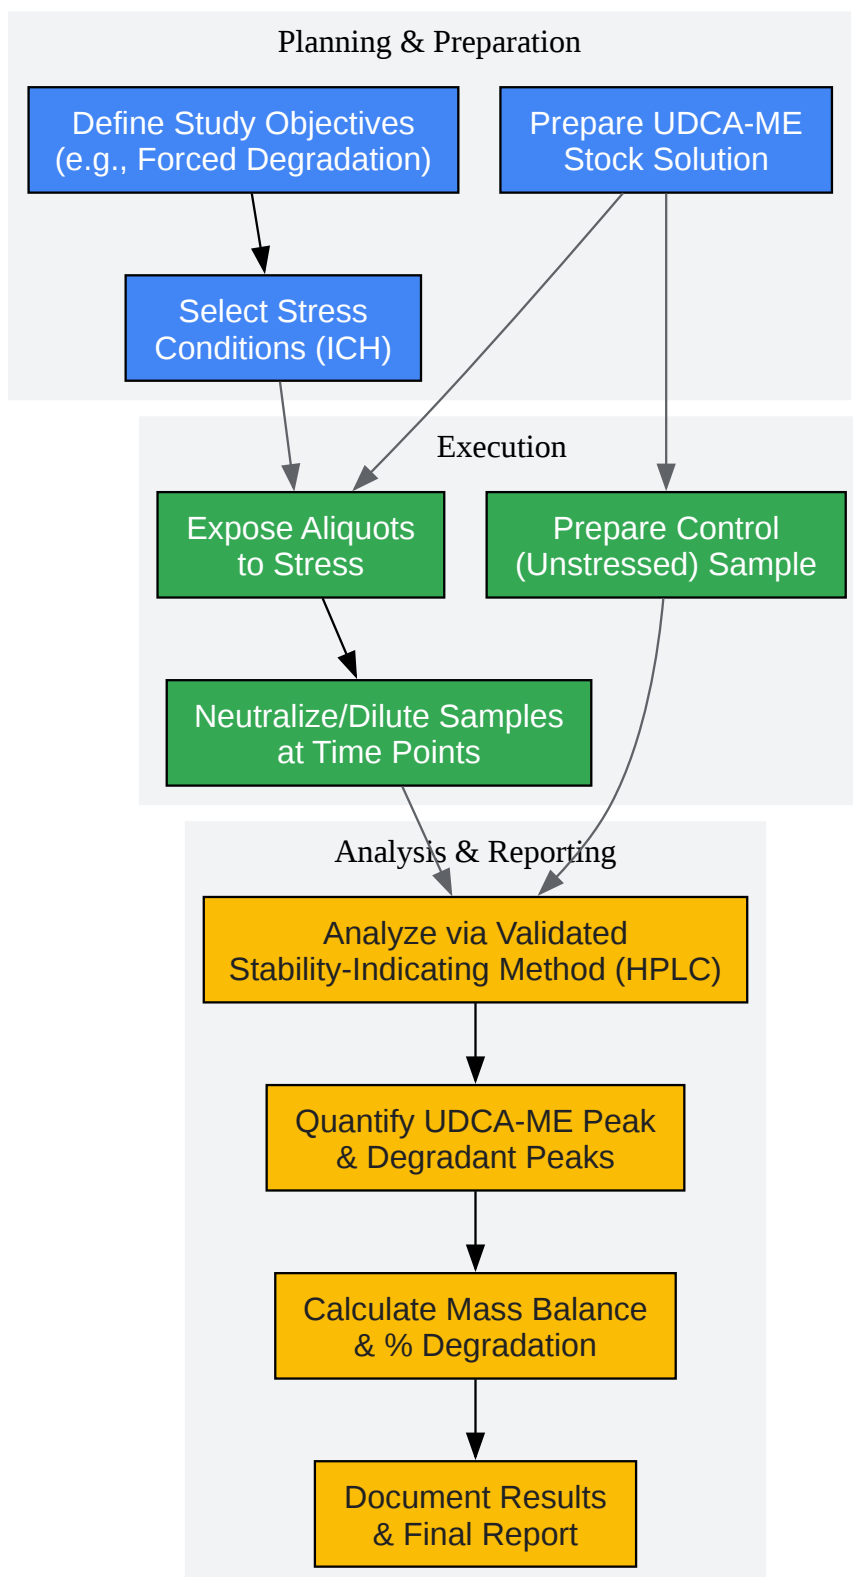 Planning & Preparation
Define Study Objectives
(e.g., Forced Degradation)
Prepare UDCA-ME
Stock Solution
Select Stress
Conditions (ICH)
Execution
Expose Aliquots
to Stress
Prepare Control
(Unstressed) Sample
Neutralize/Dilute Samples
at Time Points
Analysis & Reporting
Analyze via Validated
Stability-Indicating Method (HPLC)
Quantify UDCA-ME Peak
& Degradant Peaks
Calculate Mass Balance
& % Degradation
Document Results
& Final Report